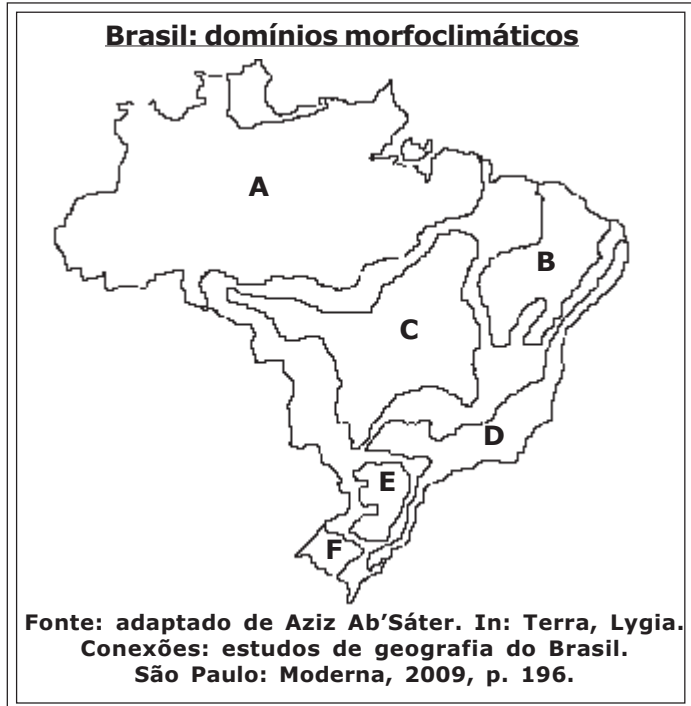 Brasil: domínios morfoclimáticos
A
B
C
D
E
F
Fonte: adaptado de Aziz Ab'Sáter. In: Terra, Lygia.
Conexões: estudos de geografia do Brasil.
São Paulo: Moderna, 2009, p. 196.